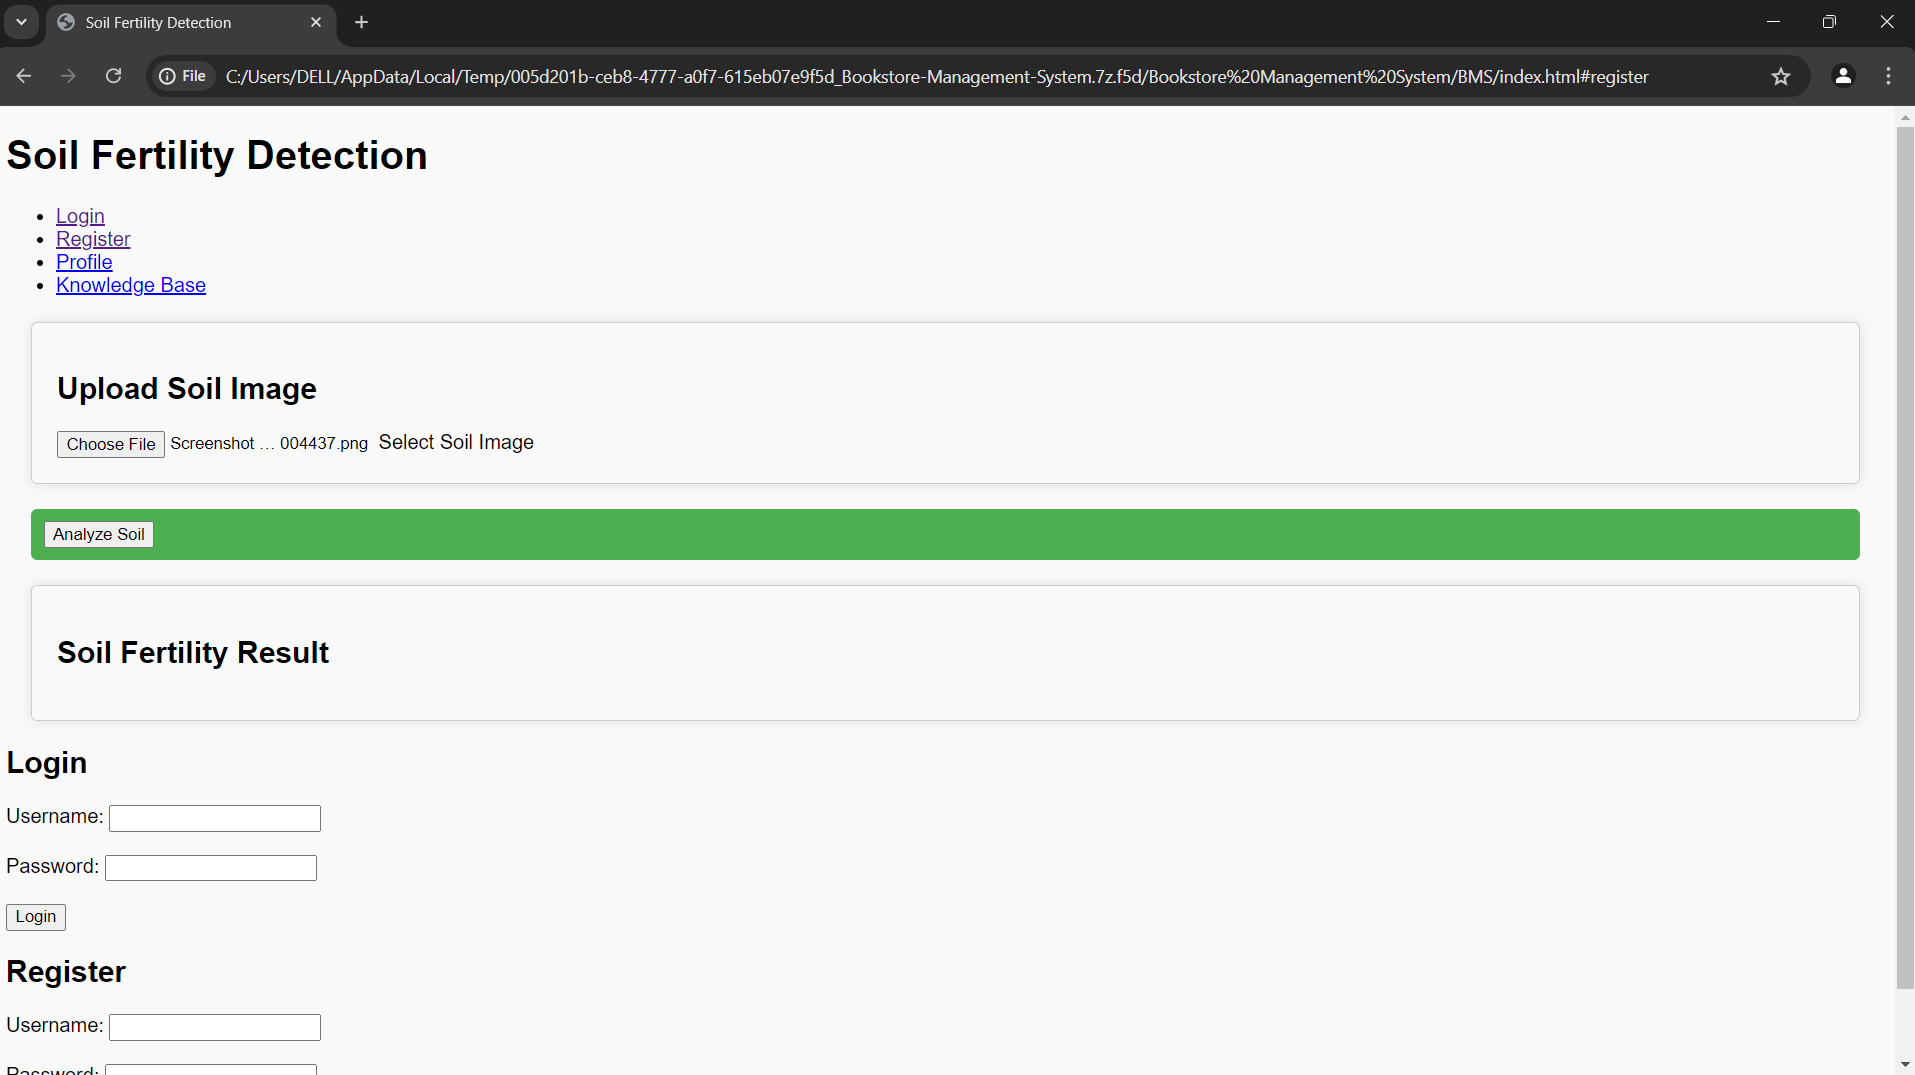 Soil Fertility Detection
File C:/Users/DELL/AppData/Local/Temp/005d201b-ceb8-4777-a0f7-615eb07e9f5d_Bookstore-Management-System.7z.f5d/Bookstore%20Management%20System/BMS/index.html#register
Soil Fertility Detection
Login
Register
Profile
Knowledge Base
Upload Soil Image
Choose File Screenshot ... 004437.png Select Soil Image
Analyze Soil
Soil Fertility Result
Login
Username:
Password:
Login
Register
Username:
Password: